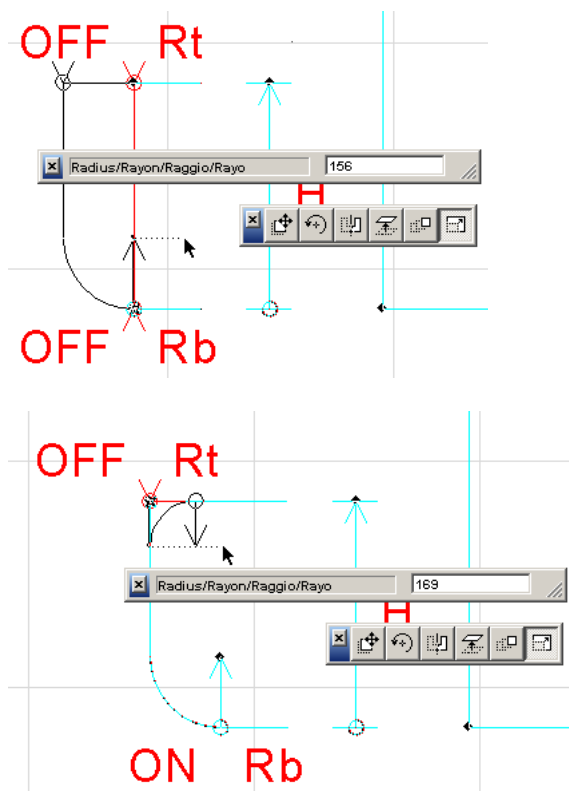 OFF Rt
Radius/Rayon/Raggio/Rayo 156
H
OFF Rb
OFF Rt
Radius/Rayon/Raggio/Rayo 169
H
ON Rb